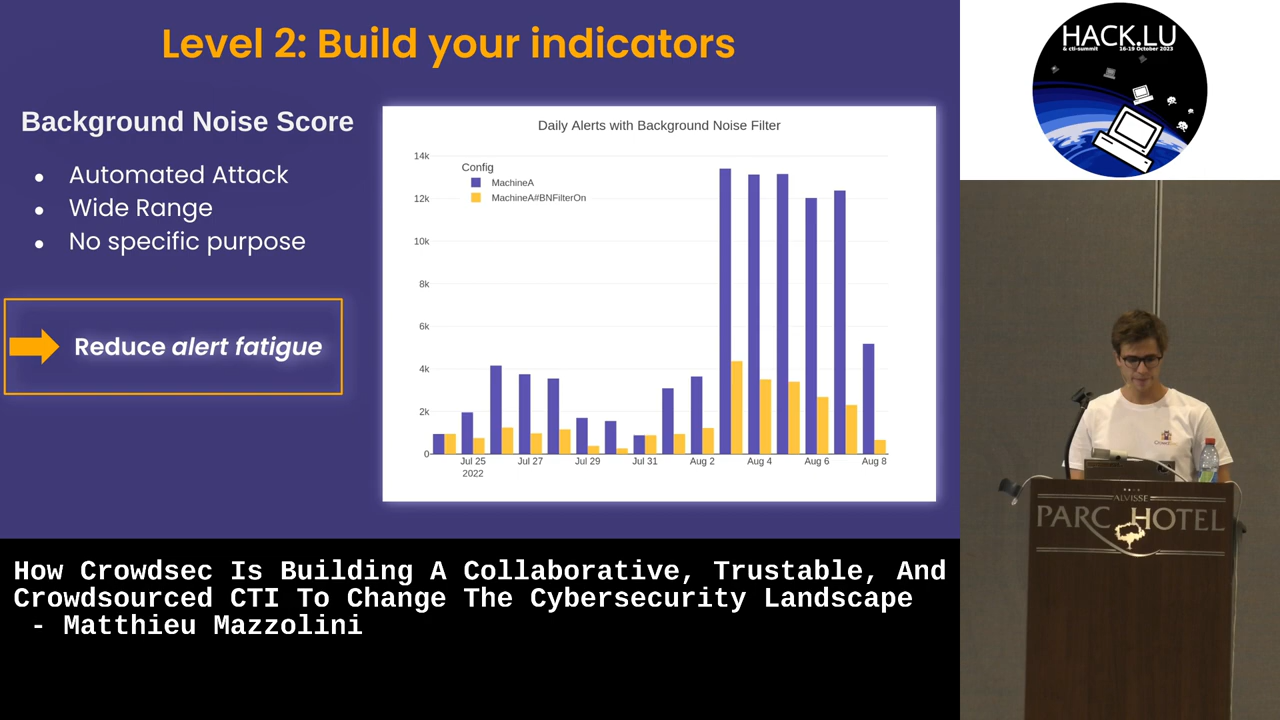 Level 2: Build your indicators
Background Noise Score
Automated Attack
Wide Range
No specific purpose
Reduce alert fatigue
Daily Alerts with Background Noise Filter
Config
MachineA
MachineA#BNFilterOn
14k
12k
10k
8k
6k
4k
2k
0
Jul 25
2022
Jul 27
Jul 29
Jul 31
Aug 2
Aug 4
Aug 6
Aug 8
HACK.LU
& cti-summit 16-19 October 2023
ALVISSE
PARC HOTEL
How Crowdsec Is Building A Collaborative, Trustable, And
Crowdsourced CTI To Change The Cybersecurity Landscape
- Matthieu Mazzolini